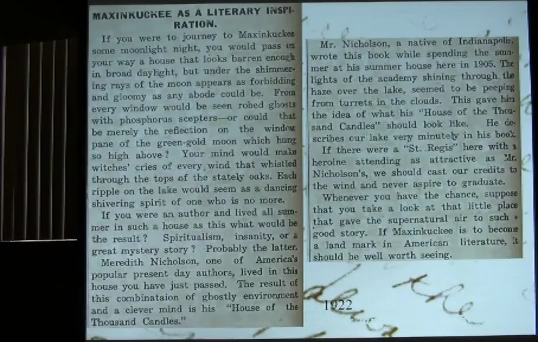 MAXINKUCKEE AS A LITERARY INSPI-
RATION.
If you were to journey to Maxinkuckee
some moonlight night, you would pass in
your way a house that looks barren enough
in broad daylight, but under the shimmer-
ing rays of the moon appears as forbidding
and gloomy as any abode could be. From
every window would be seen robed ghosts
with phosphorus scepters—or could that
be merely the reflection on the window
pane of the green-gold moon which hung
so high above? Your mind would make
witches' cries of every wind that whistled
through the tops of the stately oaks. Each
ripple on the lake would seem as a dancing
shivering spirit of one who is no more.
If you were an author and lived all sum-
mer in such a house as this what would be
the result? Spiritualism, insanity, or a
great mystery story? Probably the latter.
Meredith Nicholson, one of America's
popular present day authors, lived in this
house you have just passed. The result of
this combinataion of ghostly environment
and a clever mind is his "House of the
Thousand Candles."
Mr. Nicholson, a native of Indianapolis,
wrote this book while spending the sum-
mer at his summer house here in 1905. The
lights of the academy shining through the
haze over the lake, seemed to be peeping
from turrets in the clouds. This gave him
the idea of what his "House of the Thou-
sand Candles" should look like. He de-
scribes our lake very minutely in his book.
If there were a "St. Regis" here with a
heroine attending as attractive as Mr.
Nicholson's, we should cast our credits to
the wind and never aspire to graduate.
Whenever you have the chance, suppose
that you take a look at that little place
that gave the supernatural air to such a
good story. If Maxinkuckee is to become
a land mark in American literature, it
should be well worth seeing.
the
1922